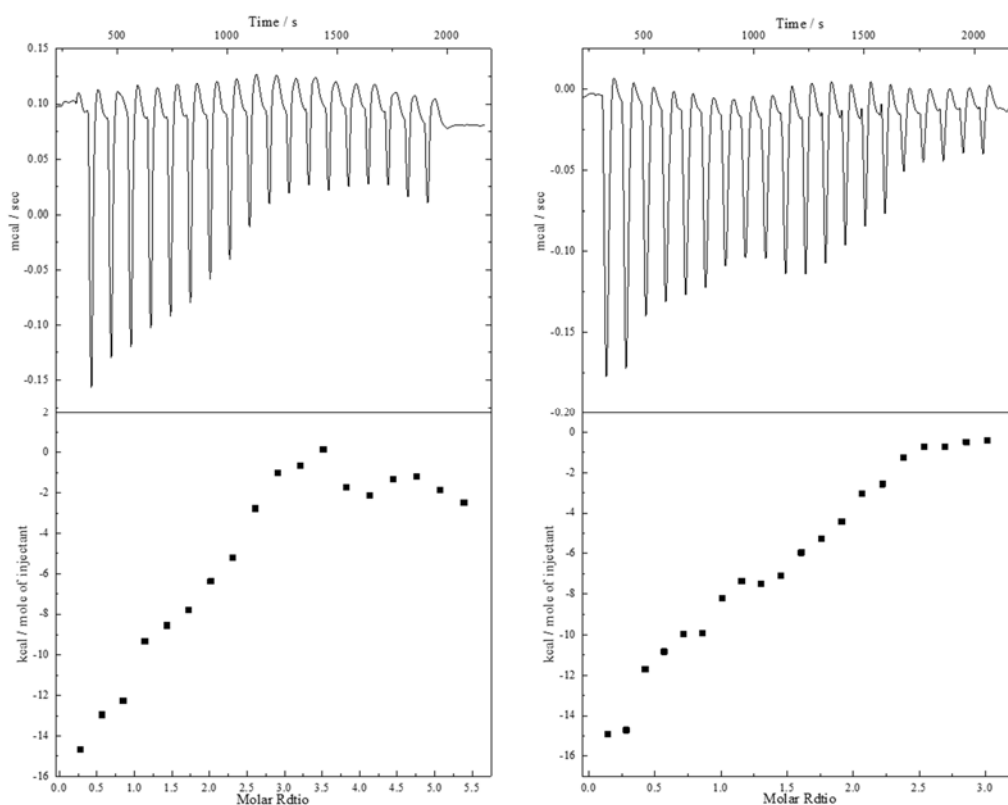 Time / s
500 1000 1500 2000
0.15
0.10
0.05
0.00
-0.05
-0.10
-0.15
mcal / sec
2
0
-2
-4
-6
-8
-10
-12
-14
-16
kcal / mole of injectant
0.0 0.5 1.0 1.5 2.0 2.5 3.0 3.5 4.0 4.5 5.0 5.5
Molar Rdtio
Time / s
500 1000 1500 2000
0.00
-0.05
-0.10
-0.15
-0.20
mcal / sec
0
-2
-4
-6
-8
-10
-12
-14
-16
kcal / mole of injectant
0.0 0.5 1.0 1.5 2.0 2.5 3.0
Molar Rdtio